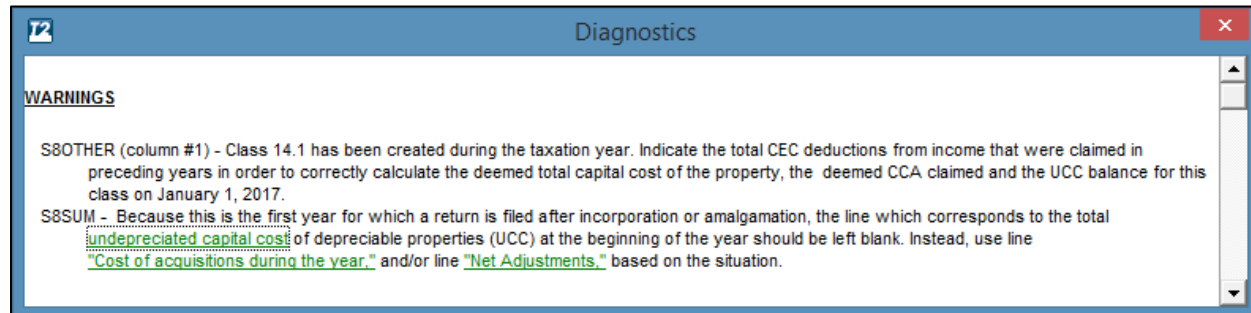 T2
Diagnostics
WARNINGS
S8OTHER (column #1) - Class 14.1 has been created during the taxation year. Indicate the total CEC deductions from income that were claimed in
preceding years in order to correctly calculate the deemed total capital cost of the property, the deemed CCA claimed and the UCC balance for this
class on January 1, 2017.
S8SUM - Because this is the first year for which a return is filed after incorporation or amalgamation, the line which corresponds to the total
undepreciated capital cost of depreciable properties (UCC) at the beginning of the year should be left blank. Instead, use line
"Cost of acquisitions during the year," and/or line "Net Adjustments," based on the situation.